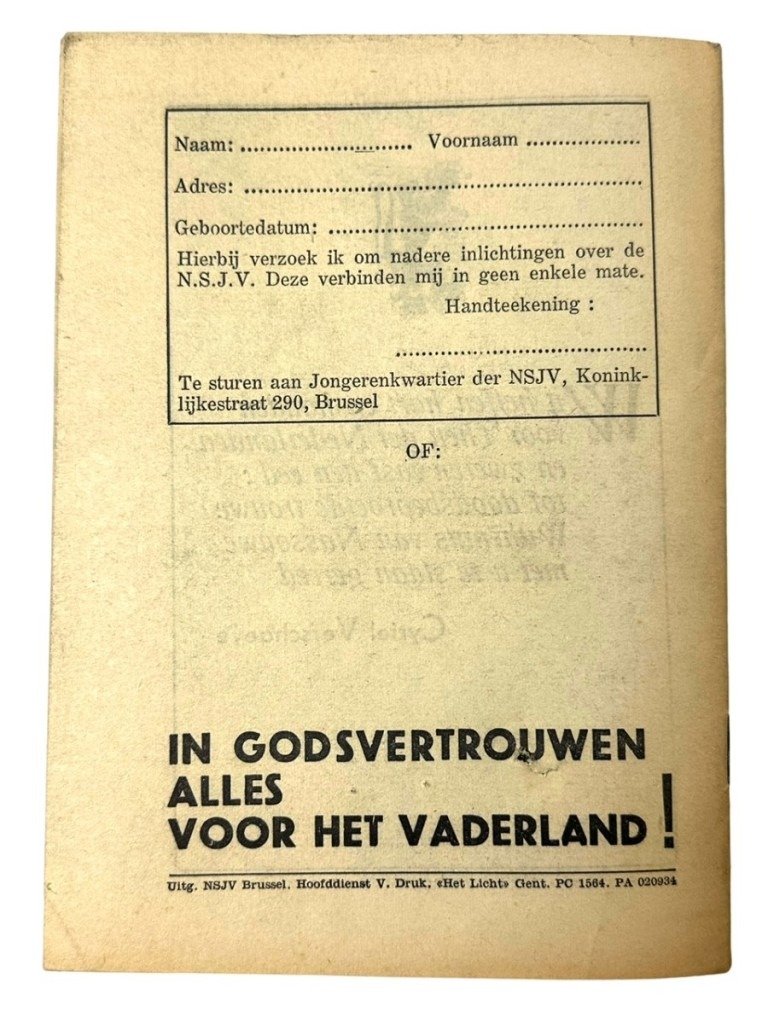 Naam: ............................ Voornaam ...................
Adres: ..................................................................
Geboortedatum: ....................................................
Hierbij verzoek ik om nadere inlichtingen over de
N.S.J.V. Deze verbinden mij in geen enkele mate.
Handteekening :
..........................................
Te sturen aan Jongerenkwartier der NSJV, Konink-
lijkestraat 290, Brussel
OF:
IN GODSVERTROUWEN
ALLES
VOOR HET VADERLAND !
Uitg. NSJV Brussel. Hoofddienst V. Druk. «Het Licht» Gent. PC 1564. PA 020934